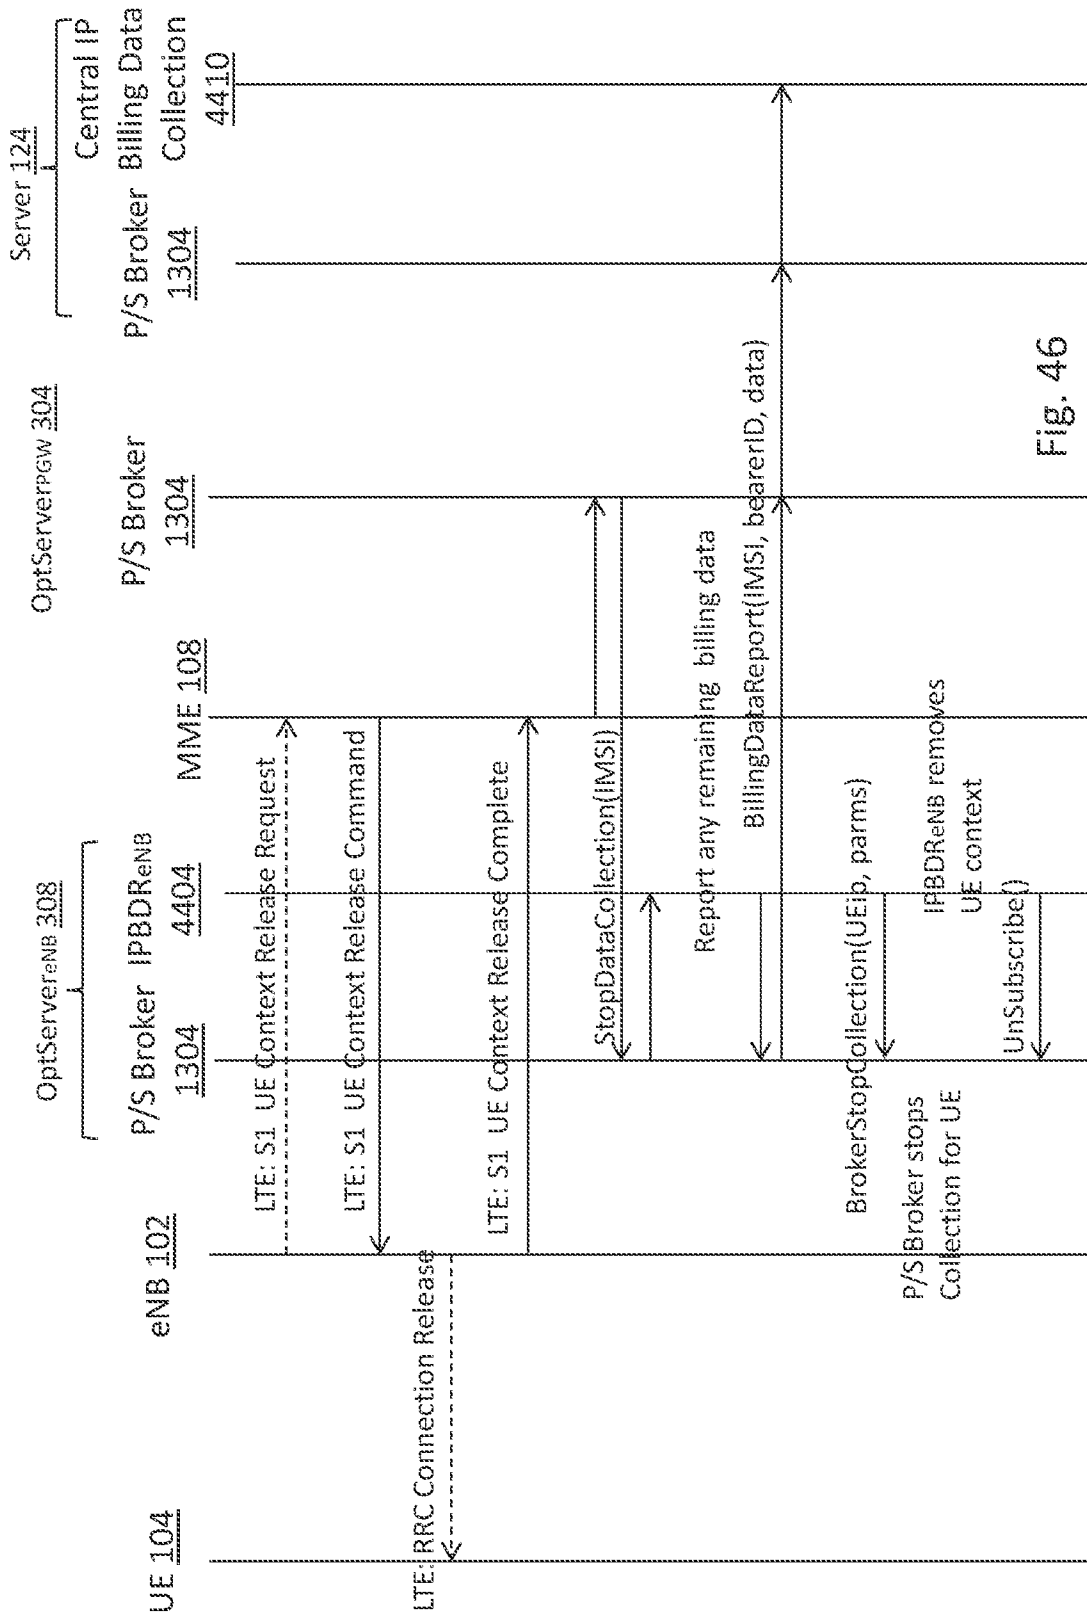 UE 104
eNB 102
OptServereNB 308
P/S Broker
1304
IPBDReNB
4404
MME 108
OptServerPGW 304
P/S Broker
1304
Server 124
P/S Broker
1304
Central IP
Billing Data
Collection
4410
LTE: S1 UE Context Release Request
LTE: S1 UE Context Release Command
LTE: RRC Connection Release
LTE: S1 UE Context Release Complete
StopDataCollection(IMSI)
Report any remaining billing data
BillingDataReport(IMSI, bearerID, data)
BrokerStopCollection(UEip, parms)
P/S Broker stops
Collection for UE
IPBDReNB removes
UE context
UnSubscribe()
Fig. 46